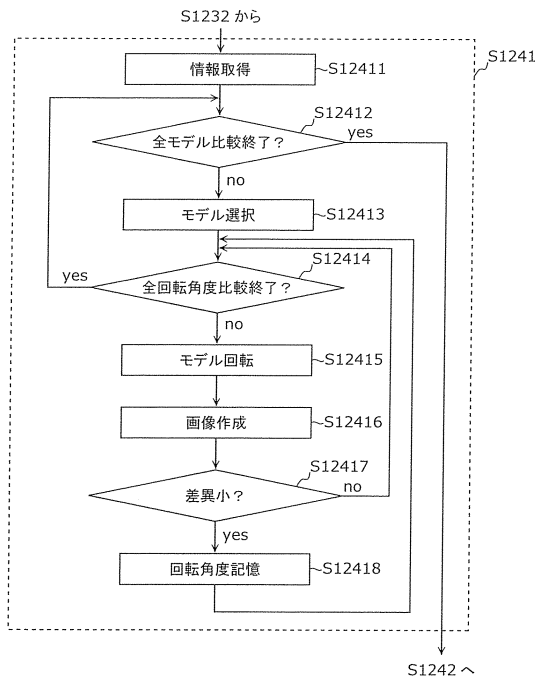 S1232 から
S1241
情報取得
S12411
S12412
全モデル比較終了？
yes
no
モデル選択
S12413
S12414
yes
全回転角度比較終了？
no
モデル回転
S12415
画像作成
S12416
S12417
差異小？
no
yes
回転角度記憶
S12418
S1242 へ